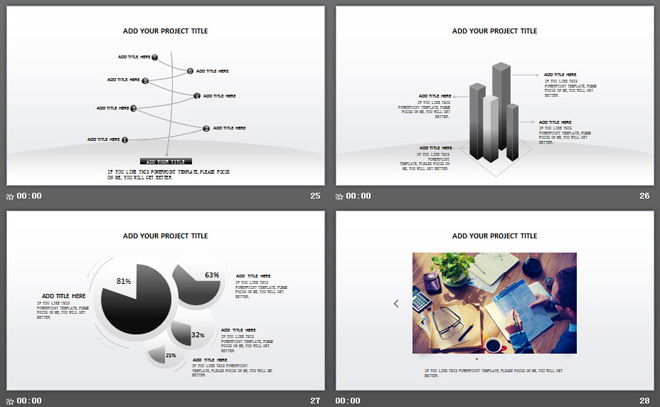 ADD YOUR PROJECT TITLE
ADD TITLE HERE
7
6
ADD TITLE HERE
ADD TITLE HERE
5
4
ADD TITLE HERE
ADD TITLE HERE
3
2
ADD TITLE HERE
ADD TITLE HERE
1
ADD YOUR TITLE
IF YOU LIKE THIS POWERPOINT TEMPLATE, PLEASE FOCUS
ON ME, YOU WILL GET BETTER.
00:00
25
ADD YOUR PROJECT TITLE
ADD TITLE HERE
IF YOU LIKE THIS
POWERPOINT TEMPLATE,
FOCUS ON ME, YOU WILL GET
BETTER.
ADD TITLE HERE
IF YOU LIKE THIS
POWERPOINT TEMPLATE,
FOCUS ON ME, YOU WILL GET
BETTER.
ADD TITLE HERE
IF YOU LIKE THIS
POWERPOINT TEMPLATE,
FOCUS ON ME, YOU WILL GET
BETTER.
ADD TITLE HERE
IF YOU LIKE THIS
POWERPOINT TEMPLATE,
FOCUS ON ME, YOU WILL GET
BETTER.
00:00
26
ADD YOUR PROJECT TITLE
81%
63%
32%
21%
ADD TITLE HERE
IF YOU LIKE THIS
POWERPOINT TEMPLATE, PLEASE
FOCUS ON ME, YOU WILL GET
BETTER.
ADD TITLE HERE
IF YOU LIKE THIS
POWERPOINT TEMPLATE, PLEASE
FOCUS ON ME, YOU WILL GET
BETTER.
ADD TITLE HERE
IF YOU LIKE THIS
POWERPOINT TEMPLATE, PLEASE
FOCUS ON ME, YOU WILL GET
BETTER.
ADD TITLE HERE
IF YOU LIKE THIS POWERPOINT
TEMPLATE, PLEASE FOCUS ON ME, YOU WILL GET
BETTER.
00:00
27
ADD YOUR PROJECT TITLE
IF YOU LIKE THIS POWERPOINT TEMPLATE, PLEASE FOCUS ON ME, YOU WILL GET
BETTER.
00:00
28